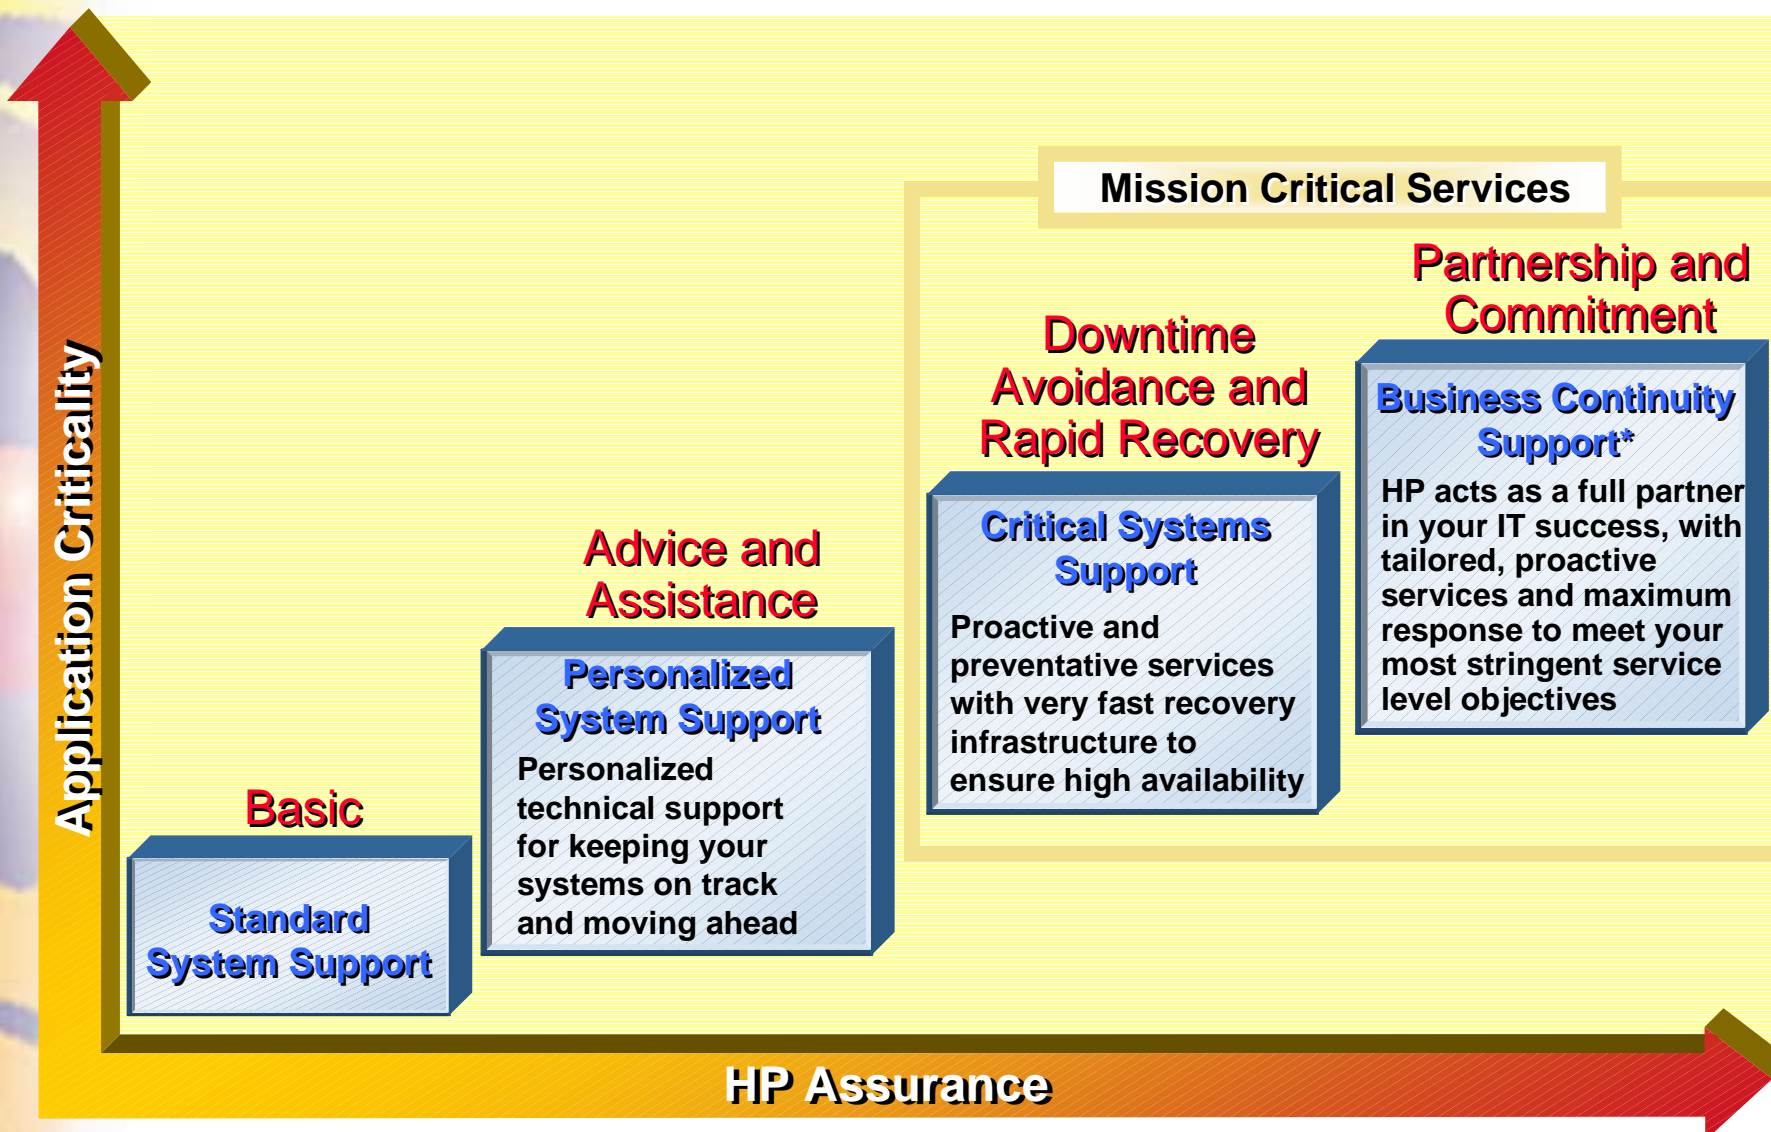 Mission Critical Services
Partnership and
Commitment
Business Continuity
Support*
HP acts as a full partner
in your IT success, with
tailored, proactive
services and maximum
response to meet your
most stringent service
level objectives
Downtime
Avoidance and
Rapid Recovery
Critical Systems
Support
Proactive and
preventative services
with very fast recovery
infrastructure to
ensure high availability
Advice and
Assistance
Personalized
System Support
Personalized
technical support
for keeping your
systems on track
and moving ahead
Basic
Standard
System Support
Application Criticality
HP Assurance